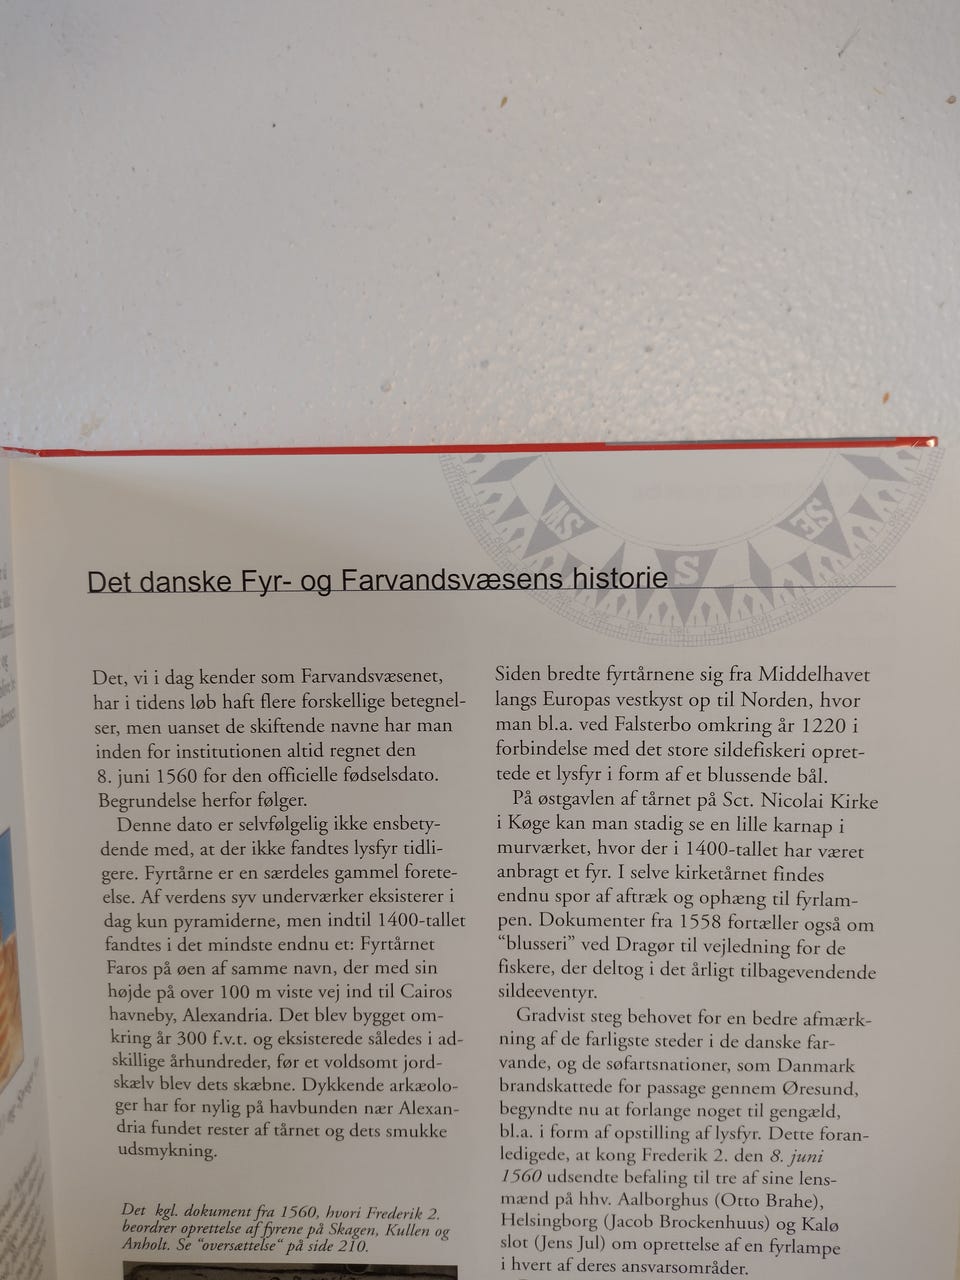 SW
S
SE
Det danske Fyr- og Farvandsvæsens historie
Det, vi i dag kender som Farvandsvæsenet,
har i tidens løb haft flere forskellige betegnel-
ser, men uanset de skiftende navne har man
inden for institutionen altid regnet den
8. juni 1560 for den officielle fødselsdato.
Begrundelse herfor følger.
Denne dato er selvfølgelig ikke ensbety-
dende med, at der ikke fandtes lysfyr tidli-
gere. Fyrtårne er en særdeles gammel forete-
else. Af verdens syv underværker eksisterer i
dag kun pyramiderne, men indtil 1400-tallet
fandtes i det mindste endnu et: Fyrtårnet
Faros på øen af samme navn, der med sin
højde på over 100 m viste vej ind til Cairos
havneby, Alexandria. Det blev bygget om-
kring år 300 f.v.t. og eksisterede således i ad-
skillige århundreder, før et voldsomt jord-
skælv blev dets skæbne. Dykkende arkæolo-
ger har for nylig på havbunden nær Alexan-
dria fundet rester af tårnet og dets smukke
udsmykning.
Det kgl. dokument fra 1560, hvori Frederik 2.
beordrer oprettelse af fyrene på Skagen, Kullen og
Anholt. Se "oversættelse" på side 210.
Siden bredte fyrtårnene sig fra Middelhavet
langs Europas vestkyst op til Norden, hvor
man bl.a. ved Falsterbo omkring år 1220 i
forbindelse med det store sildefiskeri opret-
tede et lysfyr i form af et blussende bål.
På østgavlen af tårnet på Sct. Nicolai Kirke
i Køge kan man stadig se en lille karnap i
murværket, hvor der i 1400-tallet har været
anbragt et fyr. I selve kirketårnet findes
endnu spor af aftræk og ophæng til fyrlam-
pen. Dokumenter fra 1558 fortæller også om
"blusseri" ved Dragør til vejledning for de
fiskere, der deltog i det årligt tilbagevendende
sildeeventyr.
Gradvist steg behovet for en bedre afmærk-
ning af de farligste steder i de danske far-
vande, og de søfartsnationer, som Danmark
brandskattede for passage gennem Øresund,
begyndte nu at forlange noget til gengæld,
bl.a. i form af opstilling af lysfyr. Dette foran-
ledigede, at kong Frederik 2. den 8. juni
1560 udsendte befaling til tre af sine lens-
mænd på hhv. Aalborghus (Otto Brahe),
Helsingborg (Jacob Brockenhuus) og Kalø
slot (Jens Jul) om oprettelse af en fyrlampe
i hvert af deres ansvarsområder.